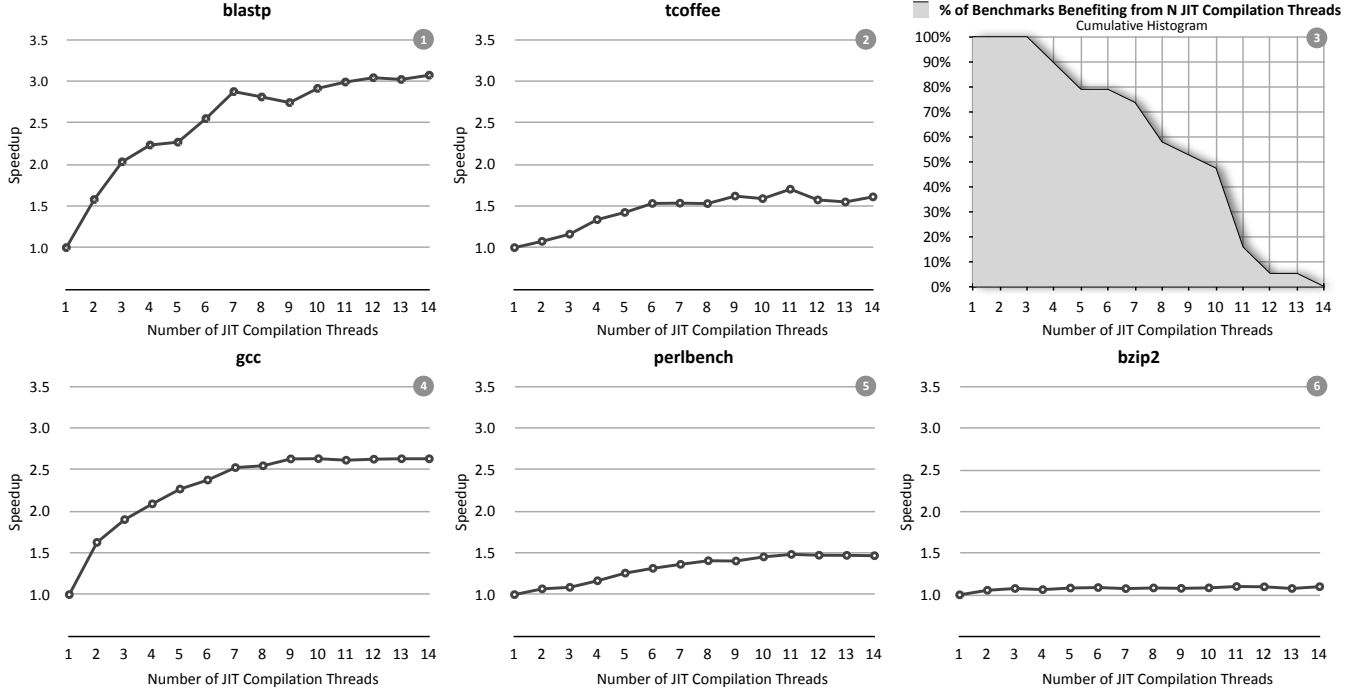 blastp
3.5
3.0
2.5
2.0
1.5
1.0
Speedup
1
1 2 3 4 5 6 7 8 9 10 11 12 13 14
Number of JIT Compilation Threads
tcoffee
3.5
3.0
2.5
2.0
1.5
1.0
Speedup
2
1 2 3 4 5 6 7 8 9 10 11 12 13 14
Number of JIT Compilation Threads
% of Benchmarks Benefiting from N JIT Compilation Threads
Cumulative Histogram
100%
90%
80%
70%
60%
50%
40%
30%
20%
10%
0%
3
1 2 3 4 5 6 7 8 9 10 11 12 13 14
Number of JIT Compilation Threads
gcc
3.5
3.0
2.5
2.0
1.5
1.0
Speedup
4
1 2 3 4 5 6 7 8 9 10 11 12 13 14
Number of JIT Compilation Threads
perlbench
3.5
3.0
2.5
2.0
1.5
1.0
Speedup
5
1 2 3 4 5 6 7 8 9 10 11 12 13 14
Number of JIT Compilation Threads
bzip2
3.5
3.0
2.5
2.0
1.5
1.0
Speedup
6
1 2 3 4 5 6 7 8 9 10 11 12 13 14
Number of JIT Compilation Threads